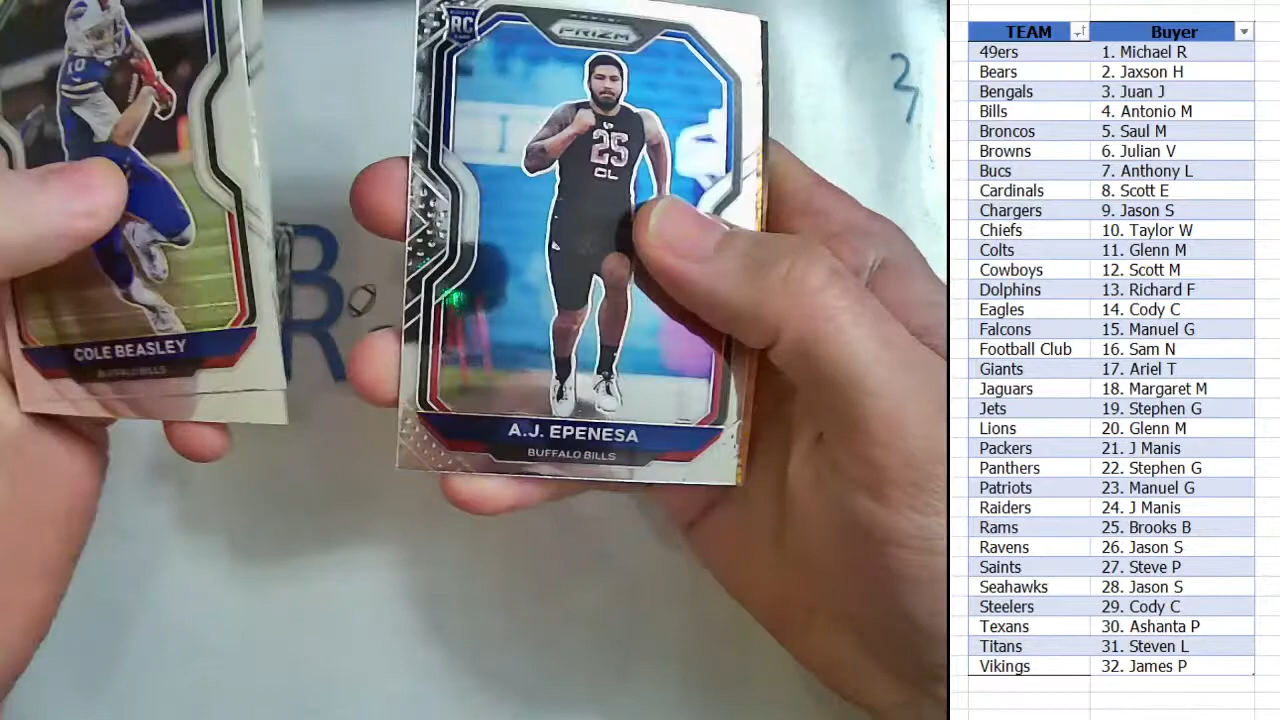 10
COLE BEASLEY
BUFFALO BILLS
RC
PANINI
PRIZM
25
OL
A.J. EPENESA
BUFFALO BILLS
R
R
TEAM Buyer
49ers 1. Michael R
Bears 2. Jaxson H
Bengals 3. Juan J
Bills 4. Antonio M
Broncos 5. Saul M
Browns 6. Julian V
Bucs 7. Anthony L
Cardinals 8. Scott E
Chargers 9. Jason S
Chiefs 10. Taylor W
Colts 11. Glenn M
Cowboys 12. Scott M
Dolphins 13. Richard F
Eagles 14. Cody C
Falcons 15. Manuel G
Football Club 16. Sam N
Giants 17. Ariel T
Jaguars 18. Margaret M
Jets 19. Stephen G
Lions 20. Glenn M
Packers 21. J Manis
Panthers 22. Stephen G
Patriots 23. Manuel G
Raiders 24. J Manis
Rams 25. Brooks B
Ravens 26. Jason S
Saints 27. Steve P
Seahawks 28. Jason S
Steelers 29. Cody C
Texans 30. Ashanta P
Titans 31. Steven L
Vikings 32. James P